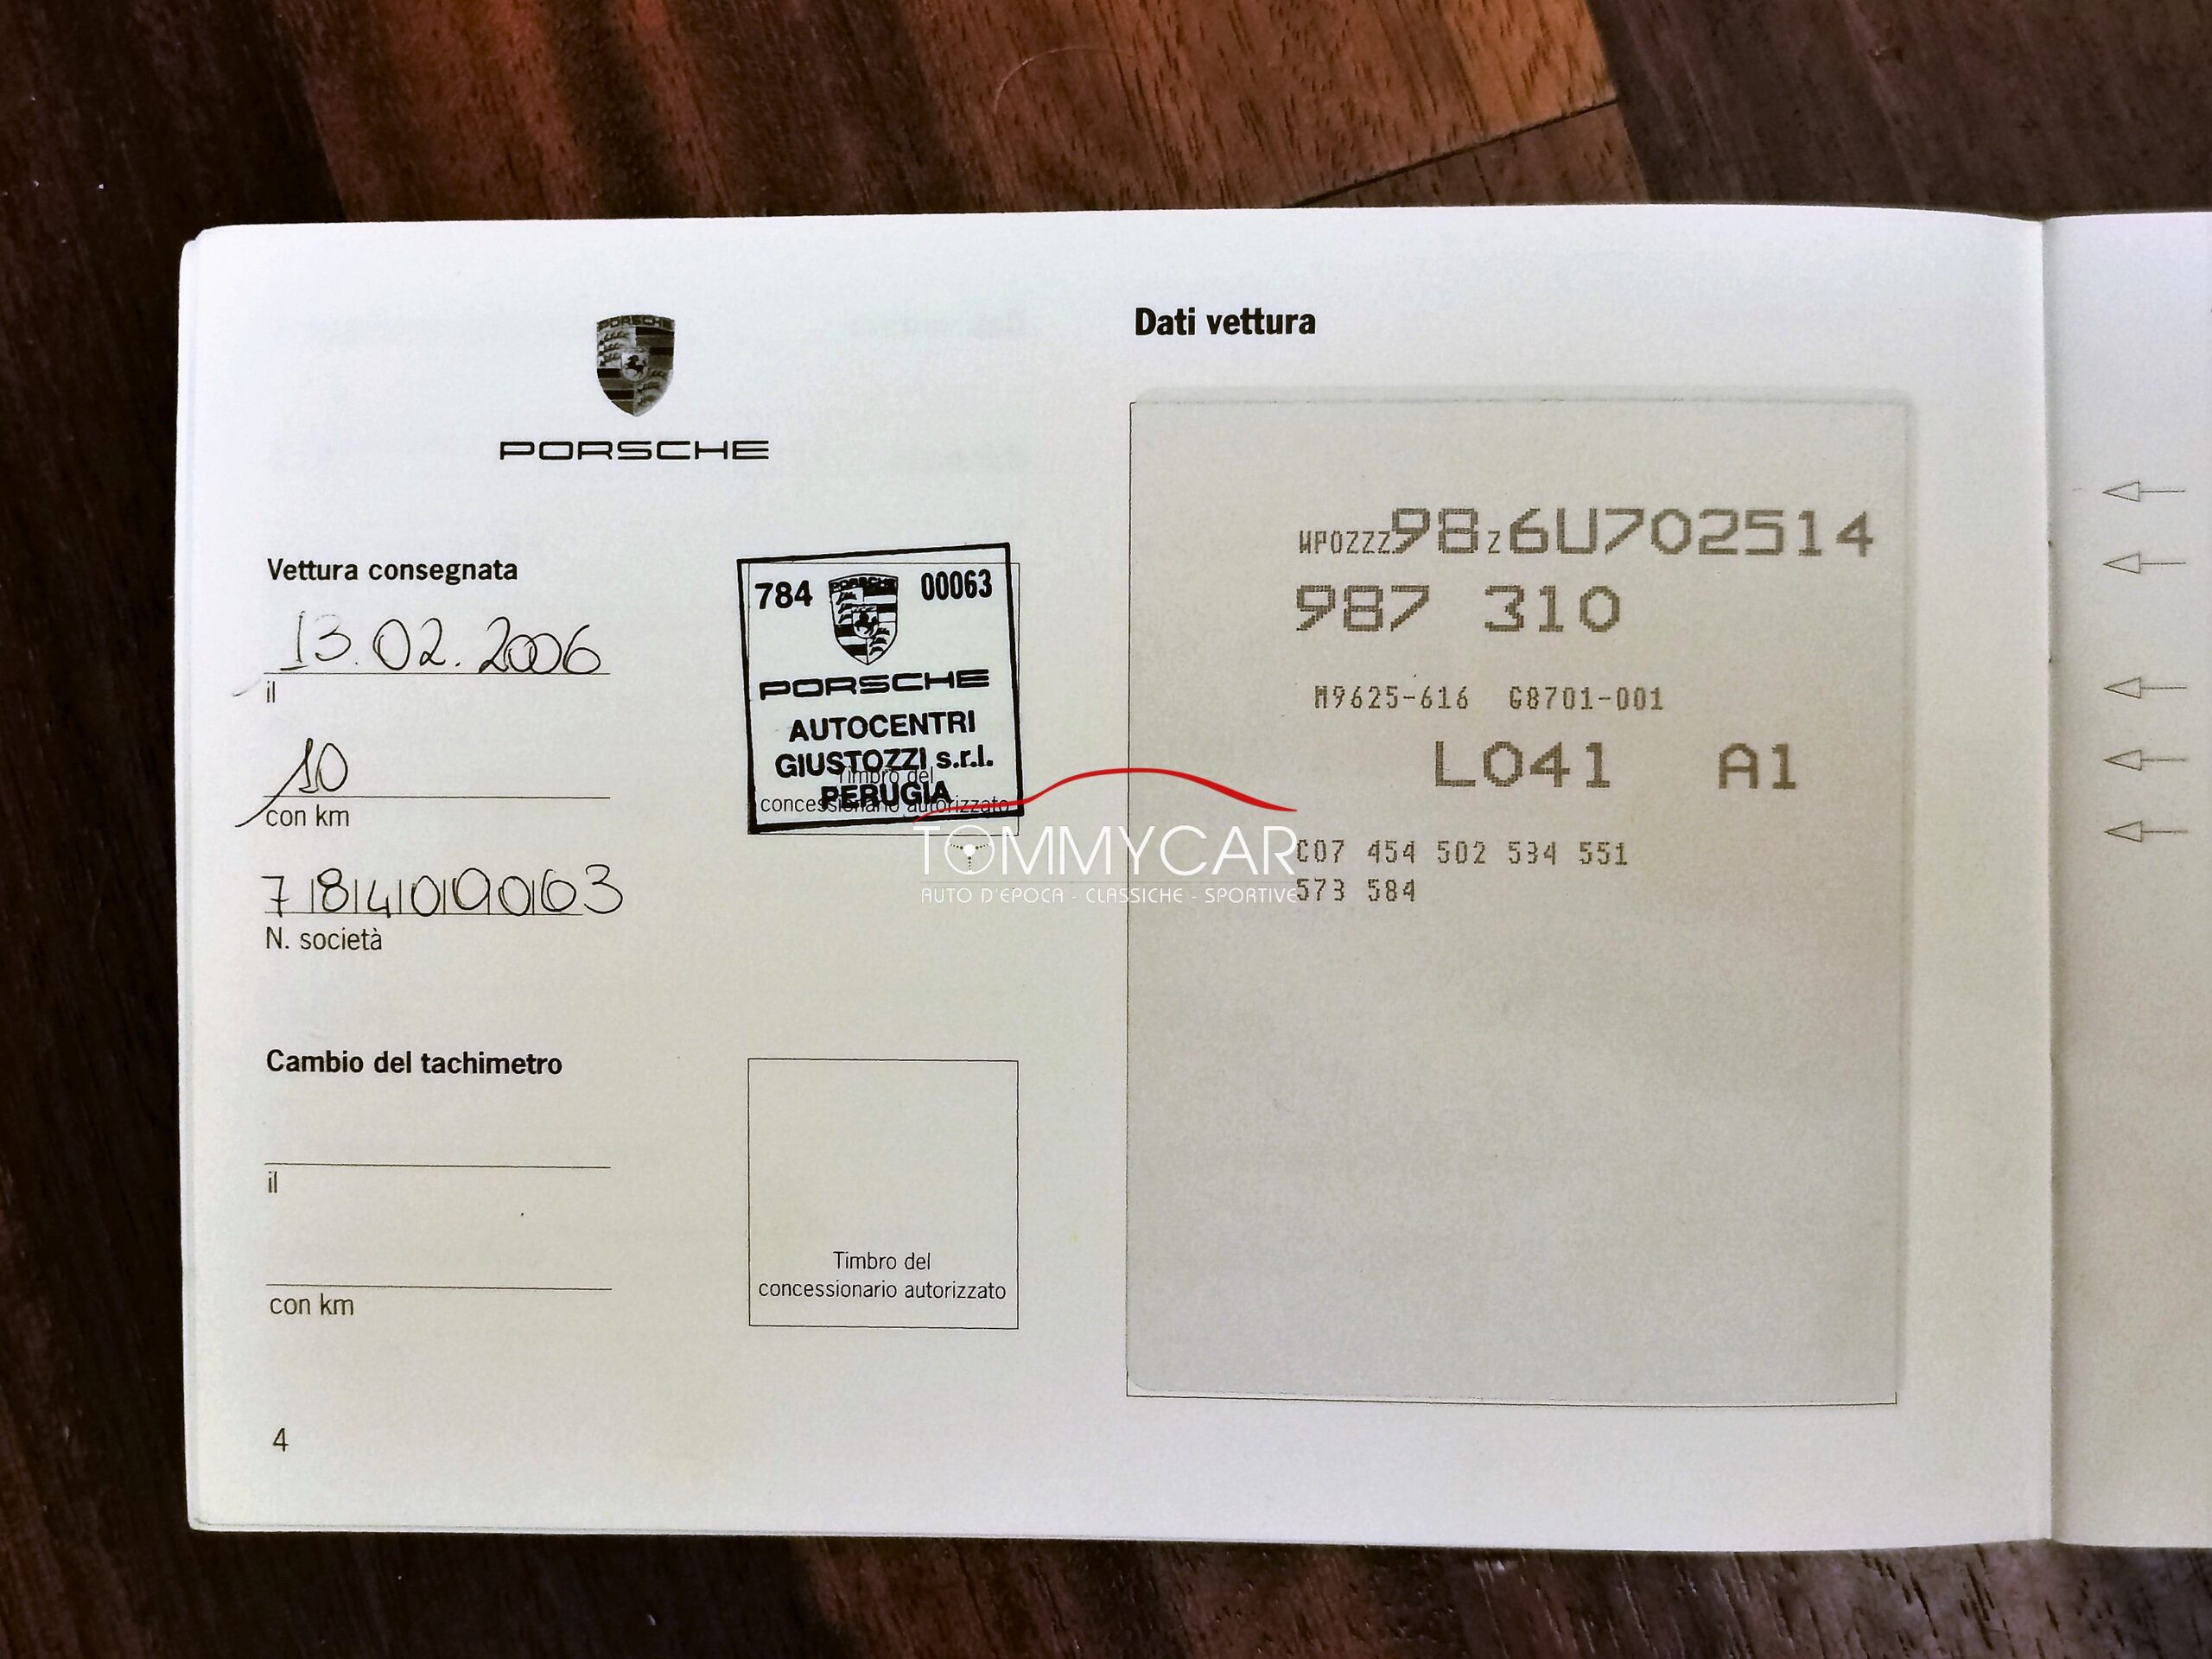 PORSCHE
PORSCHE
Vettura consegnata
13.02.2006
il
10
con km
N. società
784 00063
PORSCHE
PORSCHE
AUTOCENTRI
GIUSTOZZI s.r.l.
PERUGIA
Timbro del
concessionario autorizzato
Cambio del tachimetro
il
con km
Timbro del
concessionario autorizzato
4
Dati vettura
WP0ZZZ98Z6U702514
987 310
M9625-616 G8701-001
L041 A1
C07 454 502 534 551
573 584
TOMMYCAR
AUTO D'EPOCA - CLASSICHE - SPORTIVE